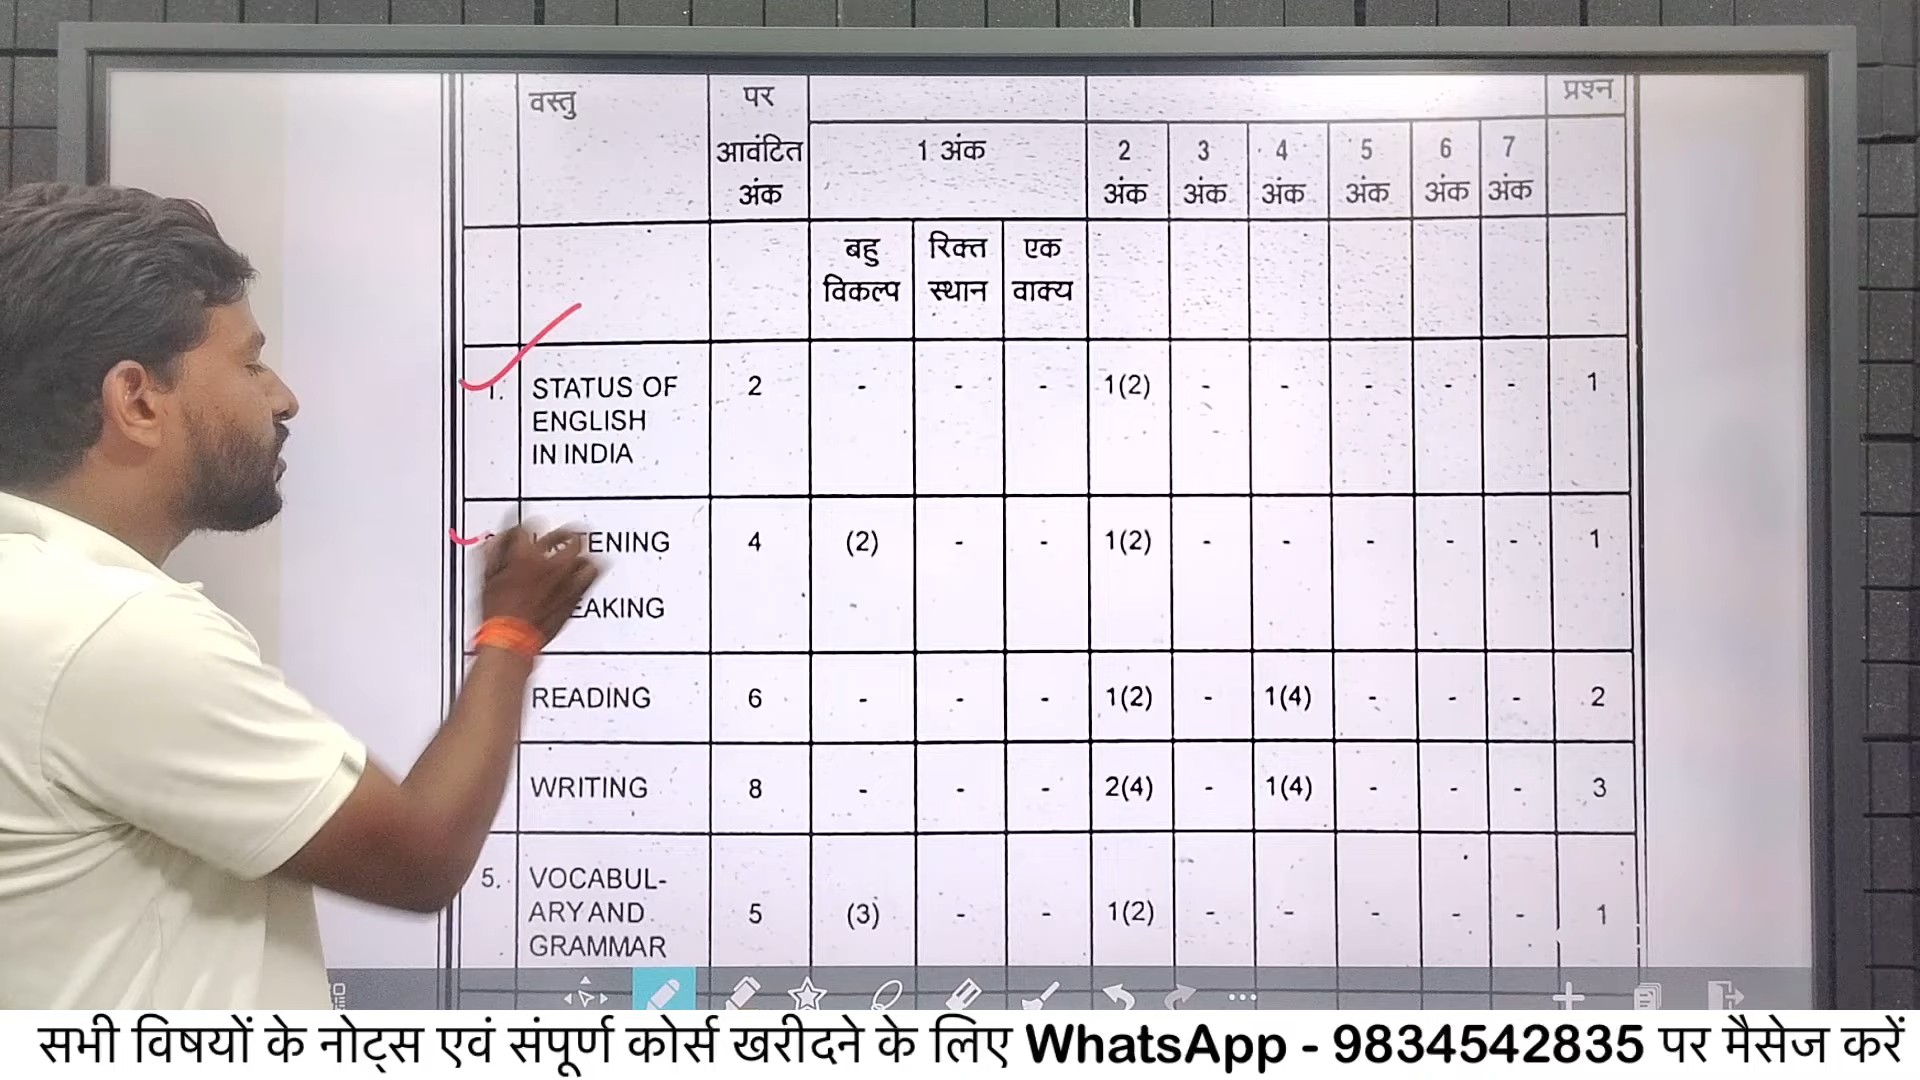 वस्तु पर प्रश्न
आवंटित 1 अंक 2 3 4 5 6 7
अंक अंक अंक अंक अंक अंक अंक
बहु रिक्त एक
विकल्प स्थान वाक्य
1. STATUS OF 2 - - - 1(2) - - - - - 1
ENGLISH
IN INDIA
TENING 4 (2) - - 1(2) - - - - - 1
EAKING
READING 6 - - - 1(2) - 1(4) - - - 2
WRITING 8 - - - 2(4) - 1(4) - - - 3
5. VOCABUL-
ARY AND 5 (3) - - 1(2) - - - - - 1
GRAMMAR
सभी विषयों के नोट्स एवं संपूर्ण कोर्स खरीदने के लिए WhatsApp - 9834542835 पर मैसेज करें